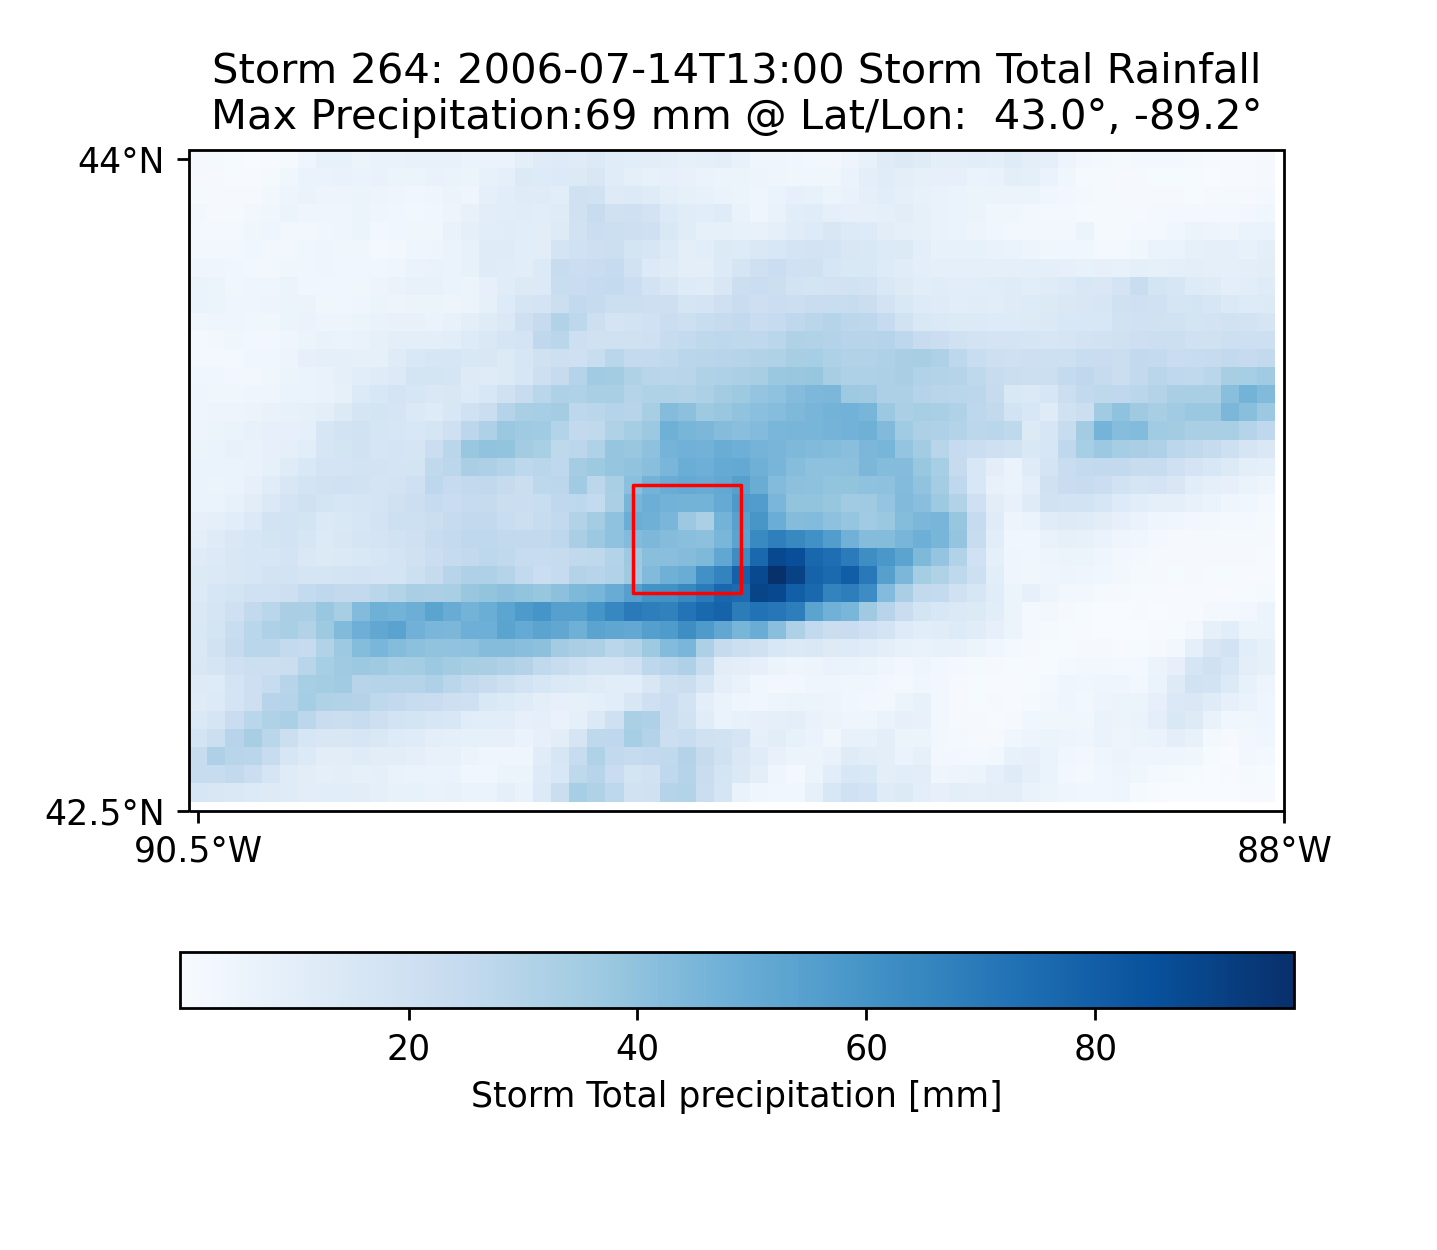 Storm 264: 2006-07-14T13:00 Storm Total Rainfall
Max Precipitation:69 mm @ Lat/Lon:  43.0°, -89.2°
44°N
42.5°N
90.5°W 88°W
20 40 60 80
Storm Total precipitation [mm]